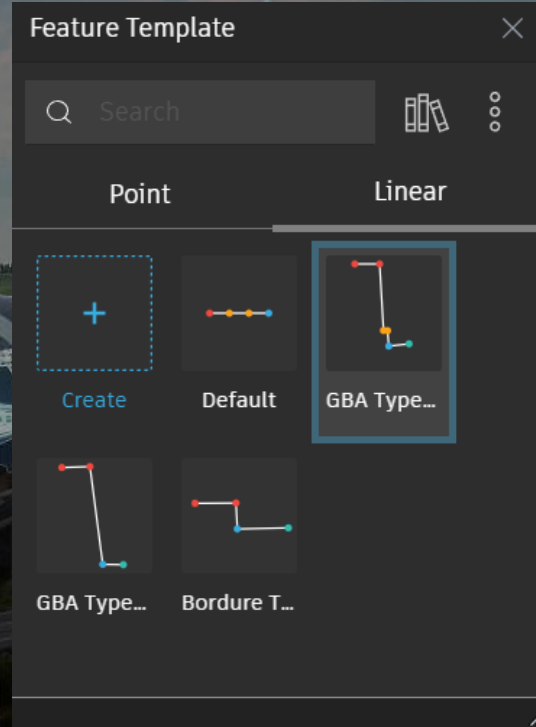 Feature Template
Search
Point
Linear
Create
Default
GBA Type...
GBA Type...
Bordure T...